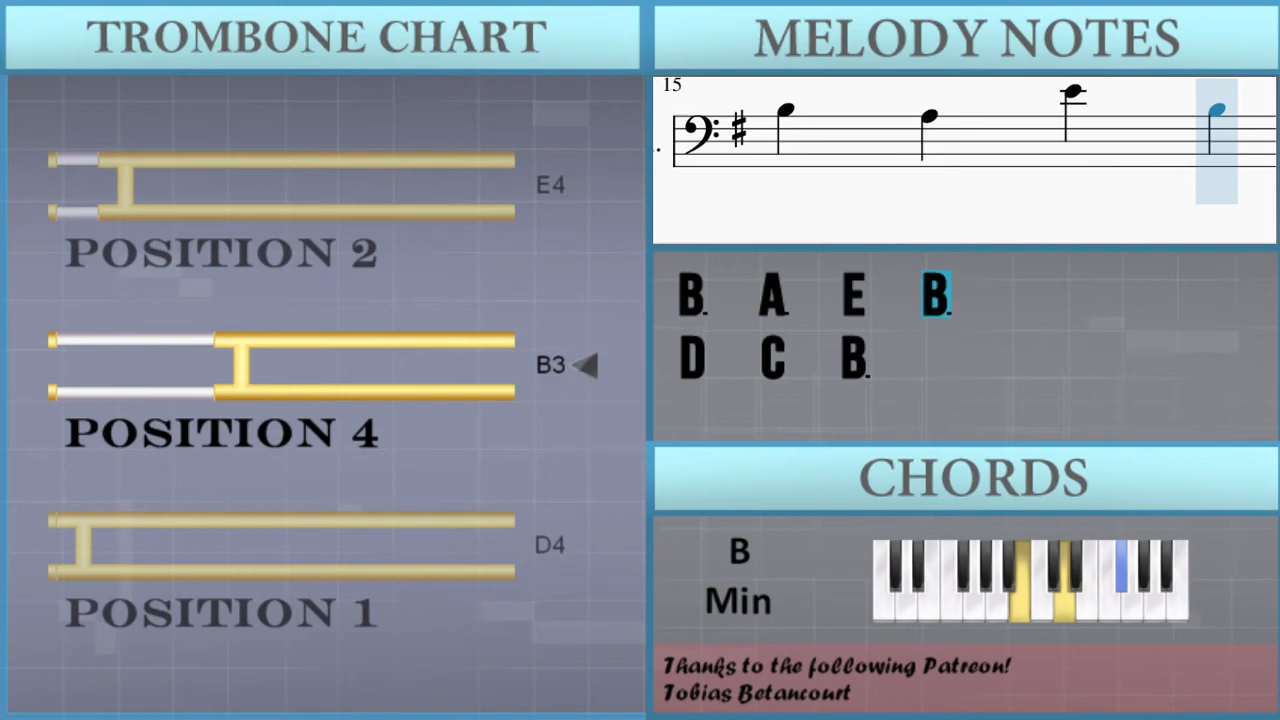 TROMBONE CHART
E4
POSITION 2
B3
POSITION 4
D4
POSITION 1
MELODY NOTES
15
B. A. E B.
D C B.
CHORDS
B
Min
Thanks to the following Patreon!
Tobias Betancourt